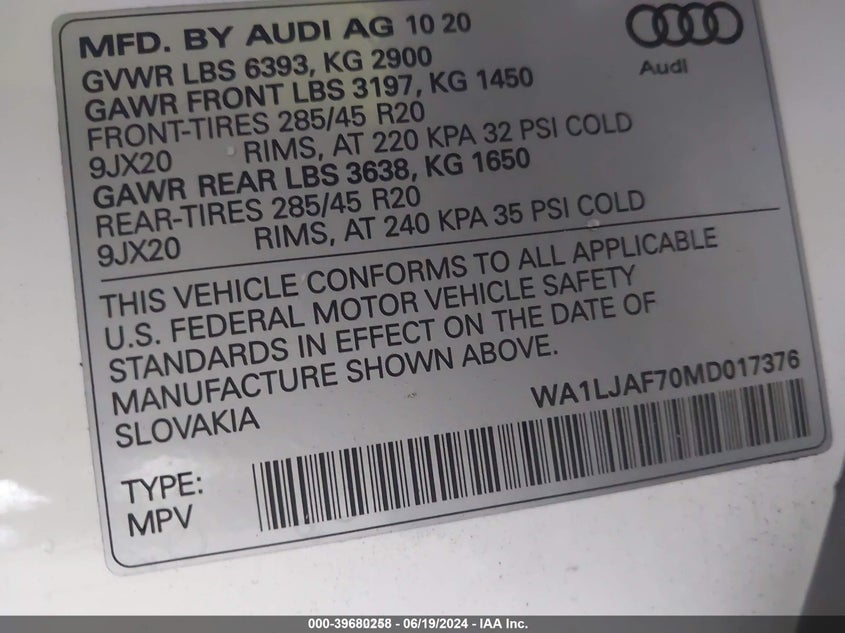 MFD. BY AUDI AG 10 20
GVWR LBS 6393, KG 2900
GAWR FRONT LBS 3197, KG 1450
FRONT-TIRES 285/45 R20
9JX20 RIMS, AT 220 KPA 32 PSI COLD
GAWR REAR LBS 3638, KG 1650
REAR-TIRES 285/45 R20
9JX20 RIMS, AT 240 KPA 35 PSI COLD
Audi
THIS VEHICLE CONFORMS TO ALL APPLICABLE
U.S. FEDERAL MOTOR VEHICLE SAFETY
STANDARDS IN EFFECT ON THE DATE OF
MANUFACTURE SHOWN ABOVE.
SLOVAKIA
WA1LJAF70MD017376
TYPE:
MPV
000-39680258 - 06/19/2024 - IAA Inc.